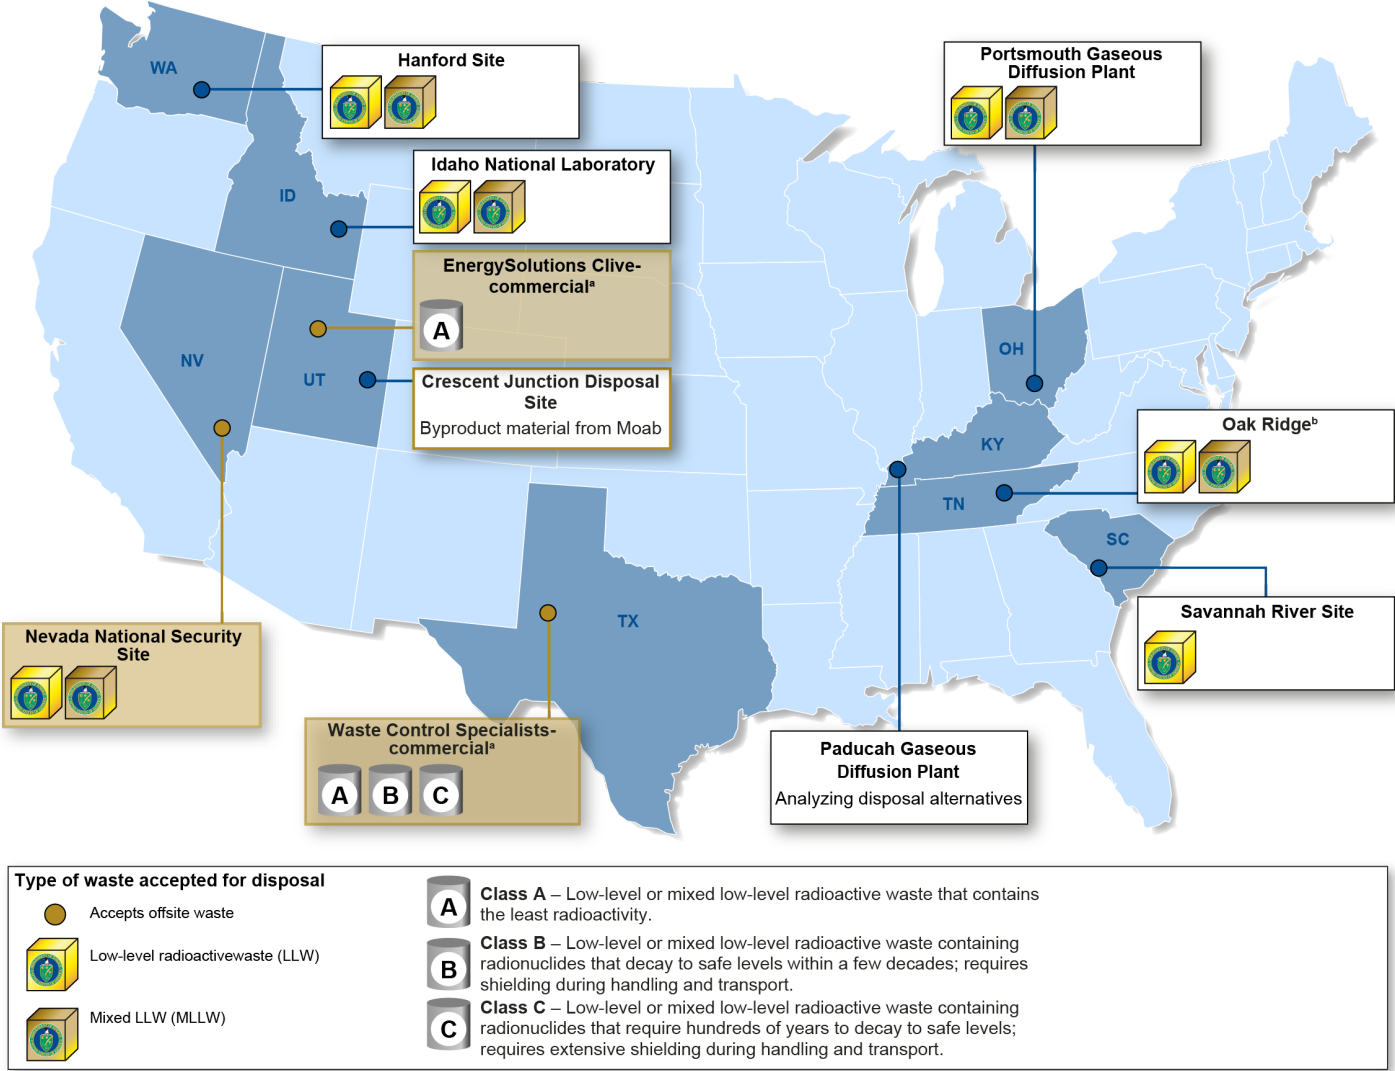 WA
Hanford Site
Portsmouth Gaseous
Diffusion Plant
ID
Idaho National Laboratory
EnergySolutions Clive-
commercialᵃ
A
NV
UT
Crescent Junction Disposal
Site
Byproduct material from Moab
OH
KY
Oak Ridgeᵇ
TN
SC
Savannah River Site
TX
Nevada National Security
Site
Waste Control Specialists-
commercialᵃ
A B C
Paducah Gaseous
Diffusion Plant
Analyzing disposal alternatives
Type of waste accepted for disposal
Accepts offsite waste
Low-level radioactivewaste (LLW)
Mixed LLW (MLLW)
A
Class A – Low-level or mixed low-level radioactive waste that contains
the least radioactivity.
B
Class B – Low-level or mixed low-level radioactive waste containing
radionuclides that decay to safe levels within a few decades; requires
shielding during handling and transport.
C
Class C – Low-level or mixed low-level radioactive waste containing
radionuclides that require hundreds of years to decay to safe levels;
requires extensive shielding during handling and transport.